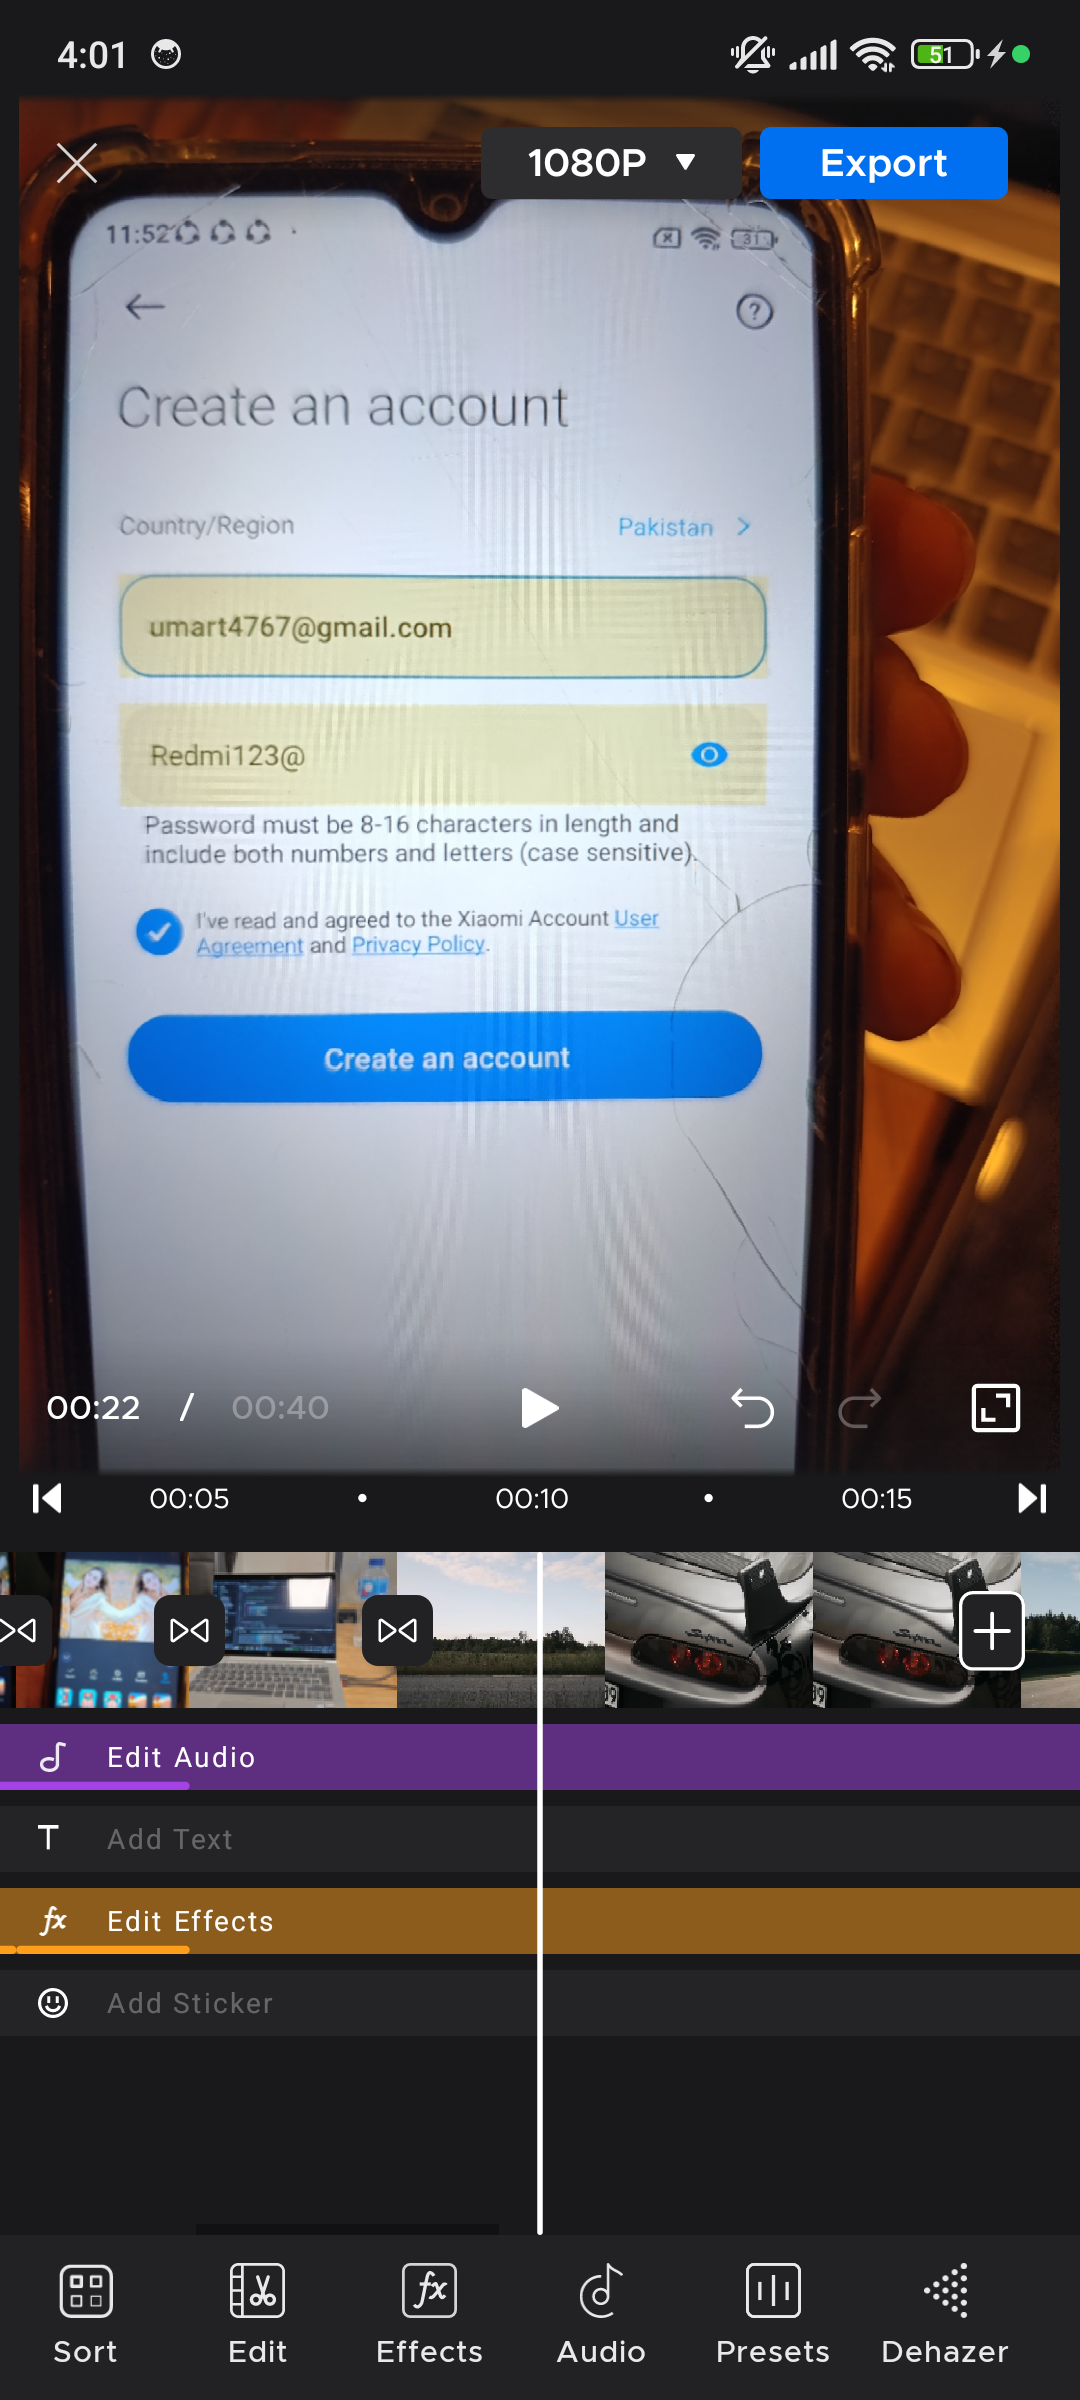 4:01
51
1080P
Export
11:52
31
Create an account
Country/Region
Pakistan
umart4767@gmail.com
Redmi123@
Password must be 8-16 characters in length and
include both numbers and letters (case sensitive).
I've read and agreed to the Xiaomi Account User
Agreement and Privacy Policy.
Create an account
00:22 / 00:40
00:05 00:10 00:15
Edit Audio
T Add Text
fx Edit Effects
Add Sticker
fx
Sort Edit Effects Audio Presets Dehazer